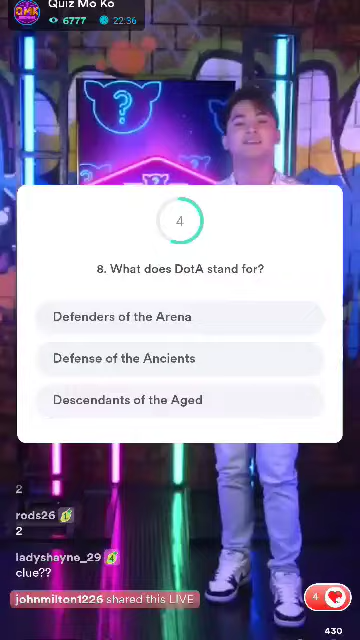 Quiz Mo Ko
QMK
6777
22:36
?
4
8. What does DotA stand for?
Defenders of the Arena
Defense of the Ancients
Descendants of the Aged
2
rods26
2
ladyshayne_29
clue??
johnmilton1226 shared this LIVE
4
430